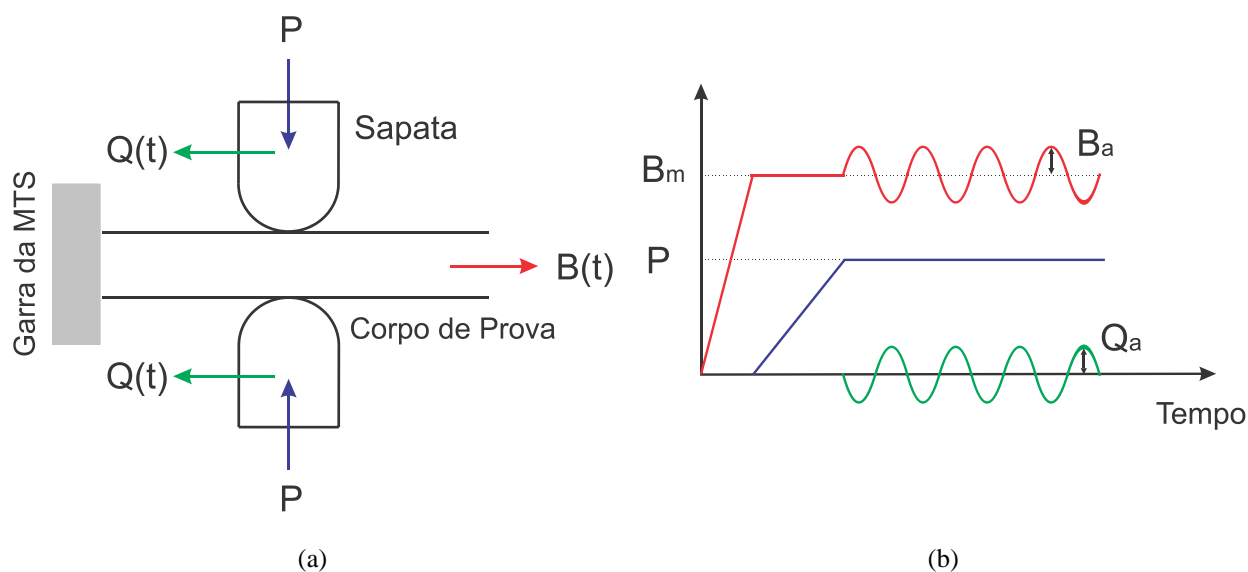 P
Sapata
Q(t)
Garra da MTS
B(t)
Corpo de Prova
Q(t)
P
(a)
Bm
Ba
P
Qa
Tempo
(b)